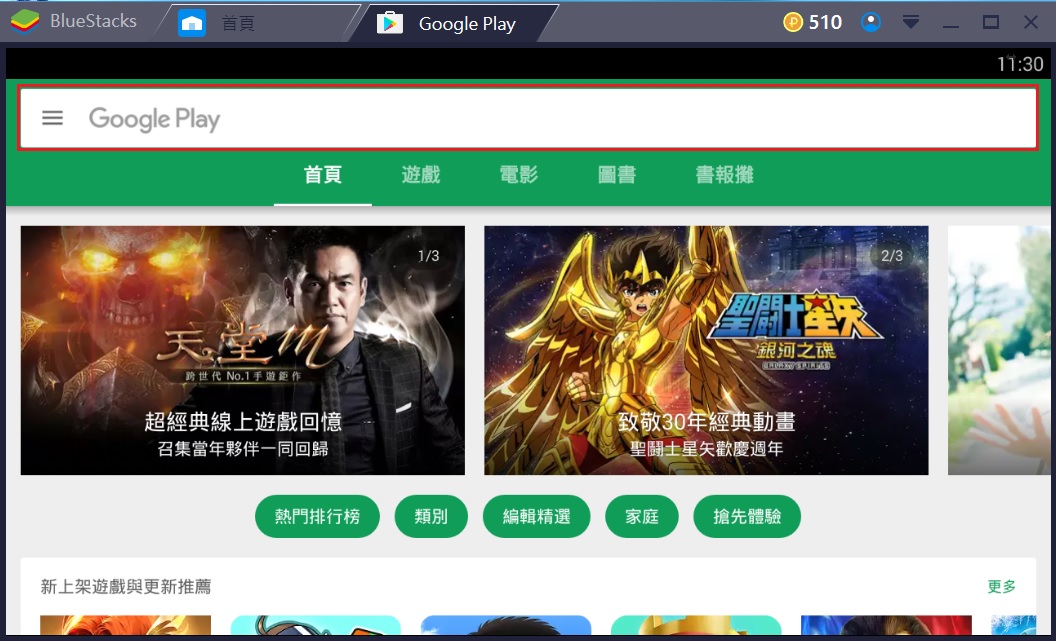 BlueStacks
首頁
Google Play
510
11:30
Google Play
首頁
遊戲
電影
圖書
書報攤
1/3
天堂M
跨世代 No.1手遊鉅作
超經典線上遊戲回憶
召集當年夥伴一同回歸
2/3
聖闘士星矢
銀河之魂
致敬30年經典動畫
聖鬪士星矢歡慶週年
熱門排行榜
類別
編輯精選
家庭
搶先體驗
新上架遊戲與更新推薦
更多